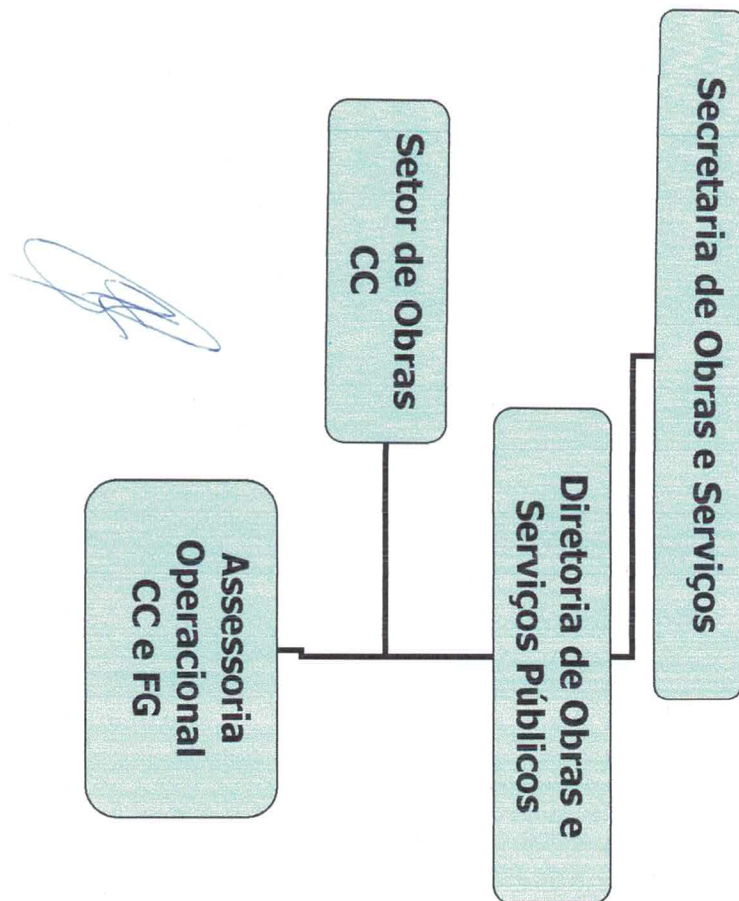 Secretaria de Obras e Serviços
Diretoria de Obras e
Serviços Públicos
Setor de Obras
CC
Assessoria
Operacional
CC e FG